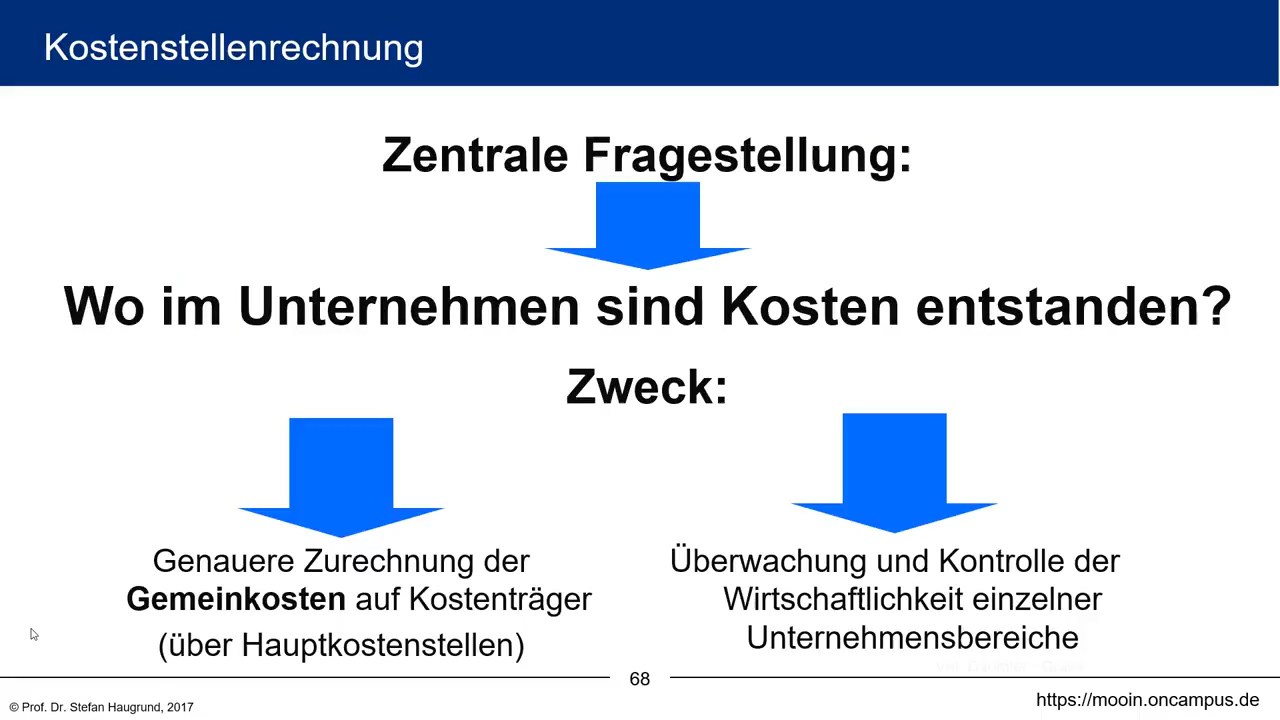 Kostenstellenrechnung
Zentrale Fragestellung:
Wo im Unternehmen sind Kosten entstanden?
Zweck:
Genauere Zurechnung der
Gemeinkosten auf Kostenträger
(über Hauptkostenstellen)
Überwachung und Kontrolle der
Wirtschaftlichkeit einzelner
Unternehmensbereiche
68
© Prof. Dr. Stefan Haugrund, 2017
https://mooin.oncampus.de